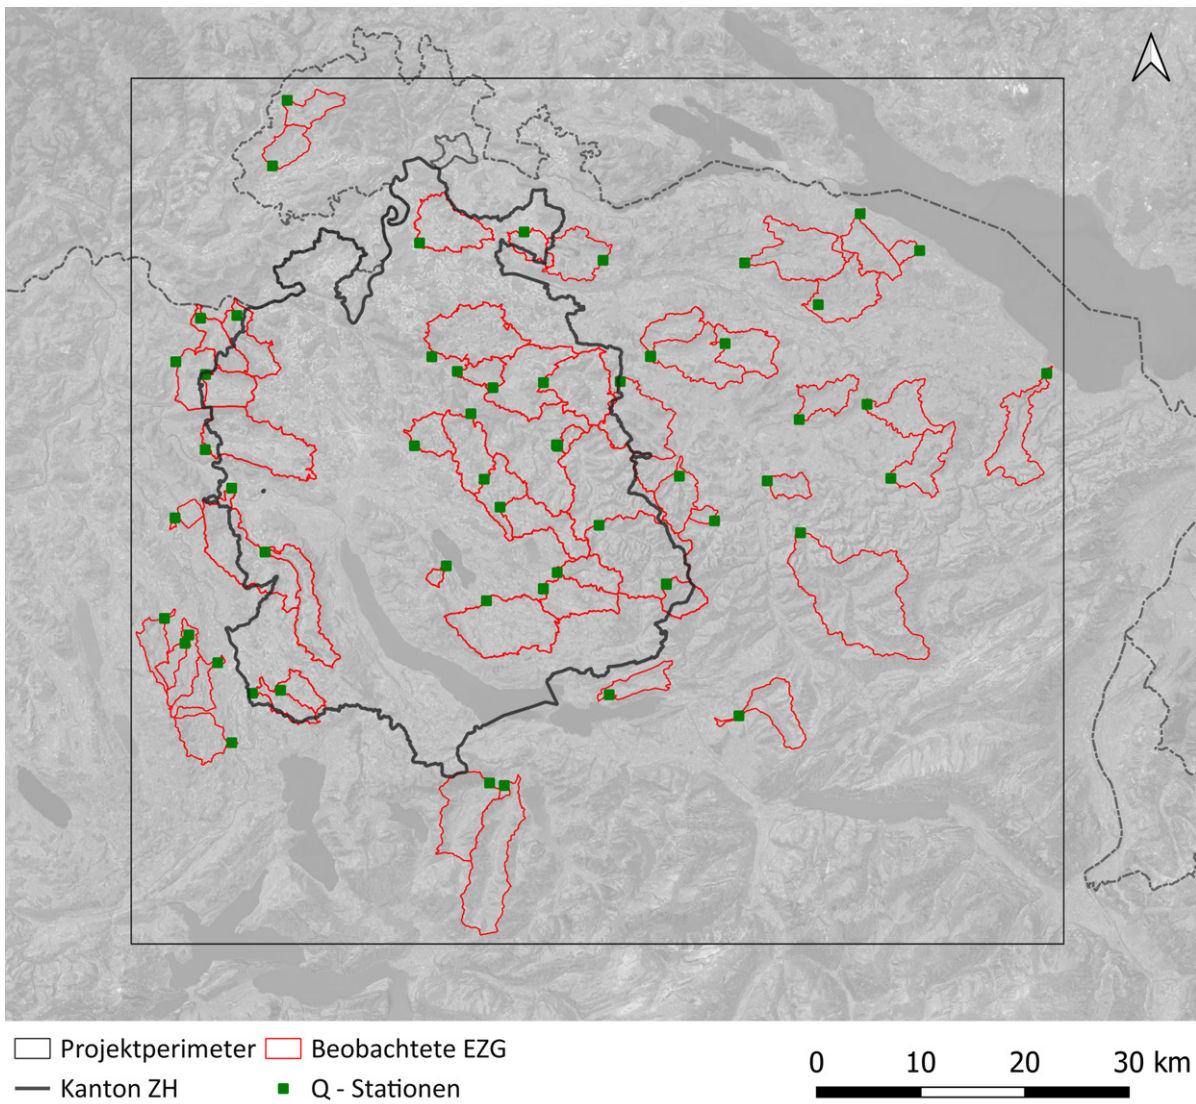 Projektperimeter
Beobachtete EZG
Kanton ZH
Q - Stationen
0 10 20 30 km